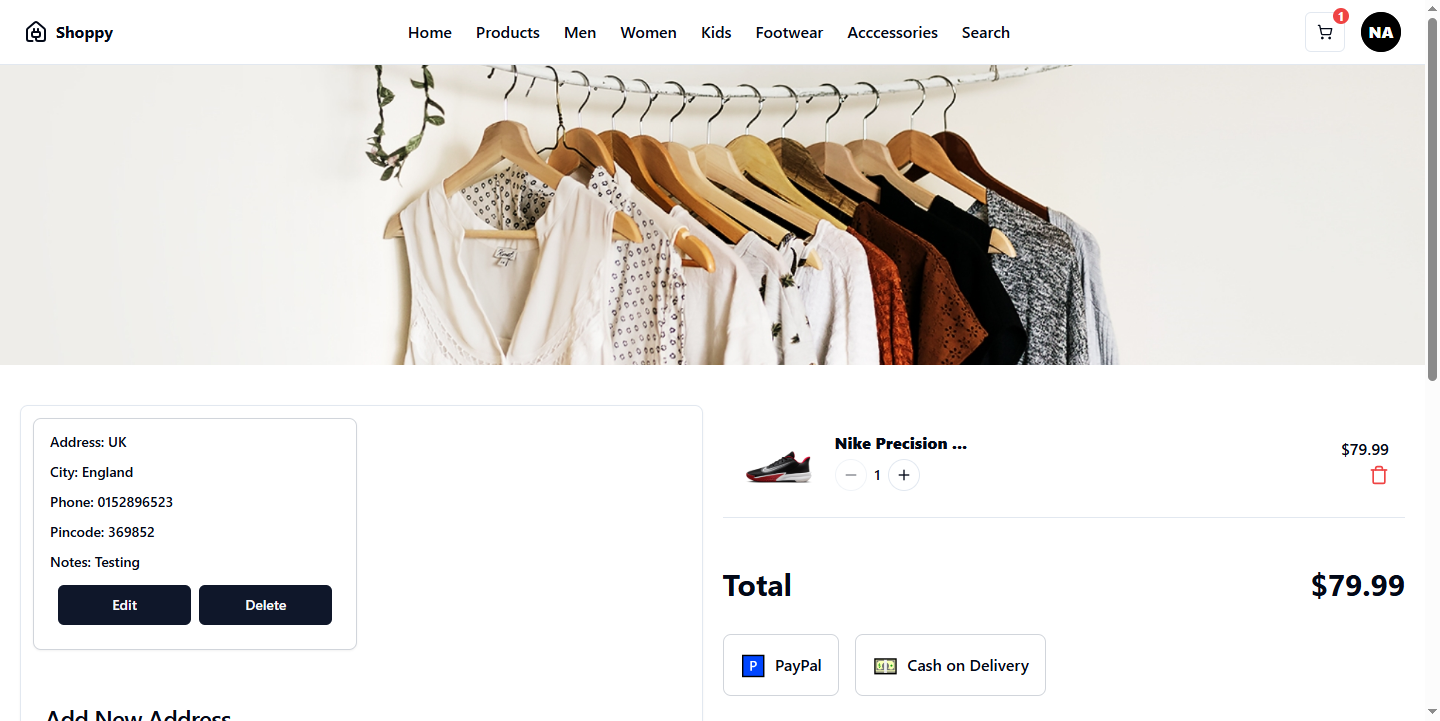 Shoppy
Home Products Men Women Kids Footwear Acccessories Search
1
NA
Address: UK
City: England
Phone: 0152896523
Pincode: 369852
Notes: Testing
Edit Delete
Add New Address
Nike Precision ...
$79.99
1
Total $79.99
P PayPal
Cash on Delivery